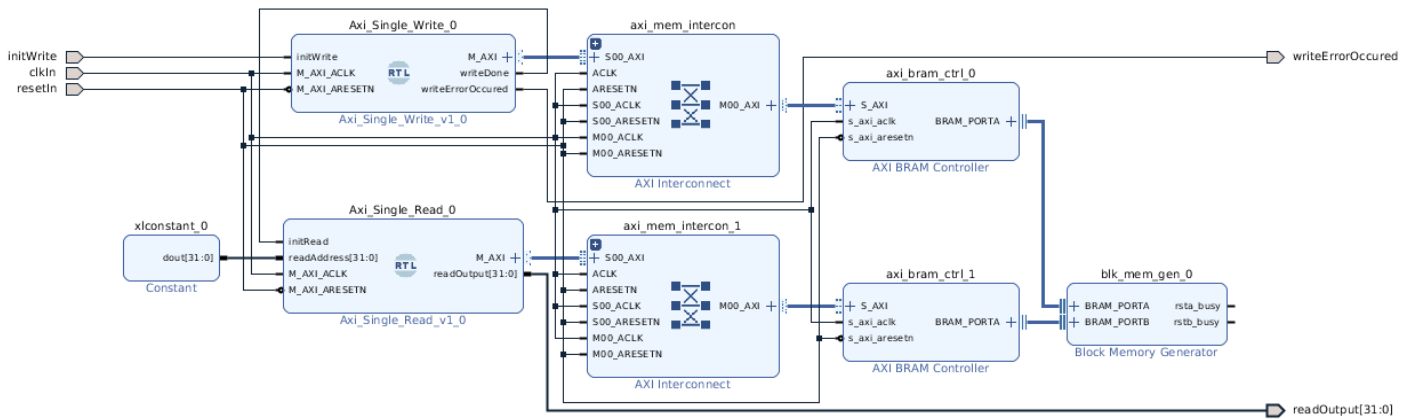 initWrite
clkIn
resetIn
Axi_Single_Write_0
initWrite
M_AXI_ACLK
M_AXI_ARESETN
RTL
M_AXI
writeDone
writeErrorOccured
Axi_Single_Write_v1_0
axi_mem_intercon
S00_AXI
ACLK
ARESETN
S00_ACLK
S00_ARESETN
M00_ACLK
M00_ARESETN
M00_AXI
AXI Interconnect
axi_bram_ctrl_0
S_AXI
s_axi_aclk
s_axi_aresetn
BRAM_PORTA
AXI BRAM Controller
writeErrorOccured
xlconstant_0
dout[31:0]
Constant
Axi_Single_Read_0
initRead
readAddress[31:0]
M_AXI_ACLK
M_AXI_ARESETN
RTL
M_AXI
readOutput[31:0]
Axi_Single_Read_v1_0
axi_mem_intercon_1
S00_AXI
ACLK
ARESETN
S00_ACLK
S00_ARESETN
M00_ACLK
M00_ARESETN
M00_AXI
AXI Interconnect
axi_bram_ctrl_1
S_AXI
s_axi_aclk
s_axi_aresetn
BRAM_PORTA
AXI BRAM Controller
blk_mem_gen_0
BRAM_PORTA
BRAM_PORTB
rsta_busy
rstb_busy
Block Memory Generator
readOutput[31:0]